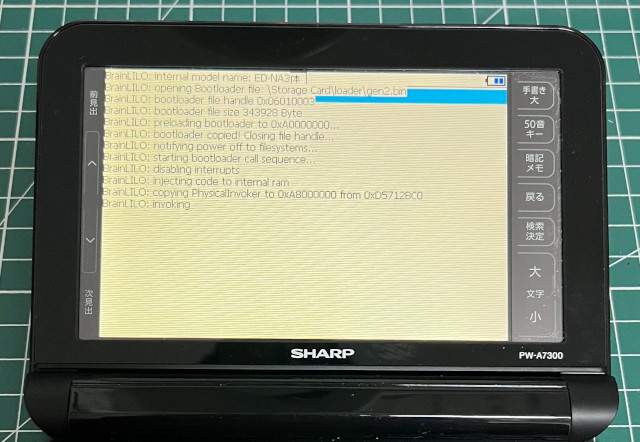 BrainLILO: internal model name: ED-NA3
BrainLILO: opening Bootloader file: \Storage Card\loader\gen2.bin
BrainLILO: bootloader file handle 0x06010003
BrainLILO: bootloader file size 343928 Byte
BrainLILO: preloading bootloader to 0xA0000000...
BrainLILO: bootloader copied! Closing file handle...
BrainLILO: notifying power off to filesystems...
BrainLILO: starting bootloader call sequence...
BrainLILO: disabling interrupts
BrainLILO: injecting code to internal ram
BrainLILO: copying PhysicalInvoker to 0xA8000000 from 0xD5712BC0
BrainLILO: invoking
前見出
次見出
手書き
大
50音
キー
暗記
メモ
戻る
検索
決定
大
文字
小
SHARP
PW-A7300